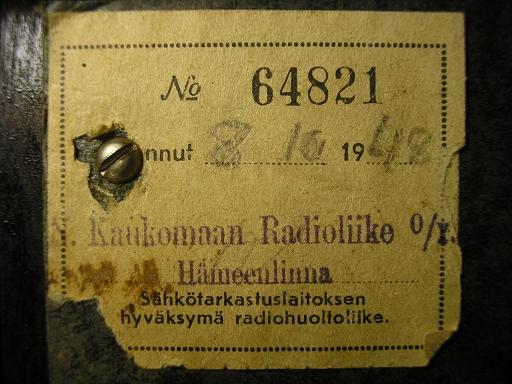 No 64821
nnut 8 10 1948
N. Kaukomaan Radioliike O/Y.
Hämeenlinna
Sähkötarkastuslaitoksen
hyväksymä radiohuoltoliike.